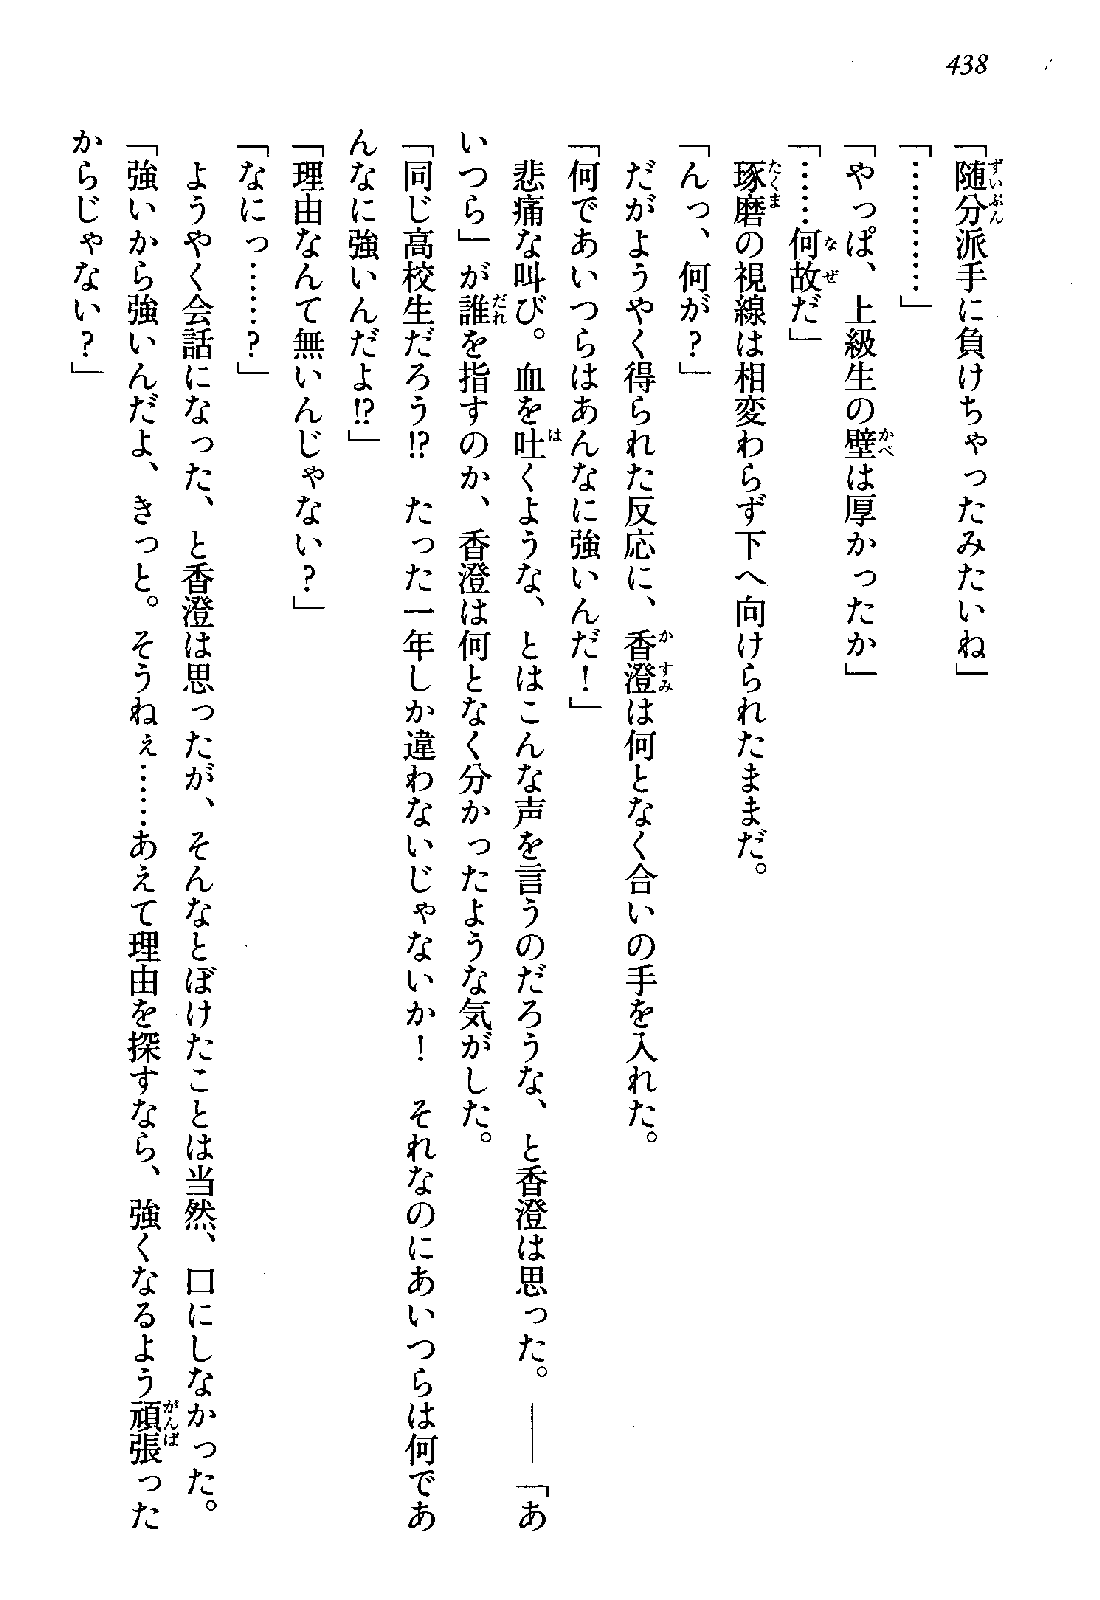 438
「随分派手に負けちゃったみたいね」
「…………」
「やっぱ、上級生の壁は厚かったか」
「……何故だ」
琢磨の視線は相変わらず下へ向けられたままだ。
「んっ、何が？」
だがようやく得られた反応に、香澄は何となく合いの手を入れた。
「何であいつらはあんなに強いんだ！」
悲痛な叫び。血を吐くような、とはこんな声を言うのだろうな、と香澄は思った。――「あ
いつら」が誰を指すのか、香澄は何となく分かったような気がした。
「同じ高校生だろう!?　たった一年しか違わないじゃないか！　それなのにあいつらは何であ
んなに強いんだよ!?」
「理由なんて無いんじゃない？」
「なにっ……？」
ようやく会話になった、と香澄は思ったが、そんなとぼけたことは当然、口にしなかった。
「強いから強いんだよ、きっと。そうねぇ……あえて理由を探すなら、強くなるよう頑張った
からじゃない？」